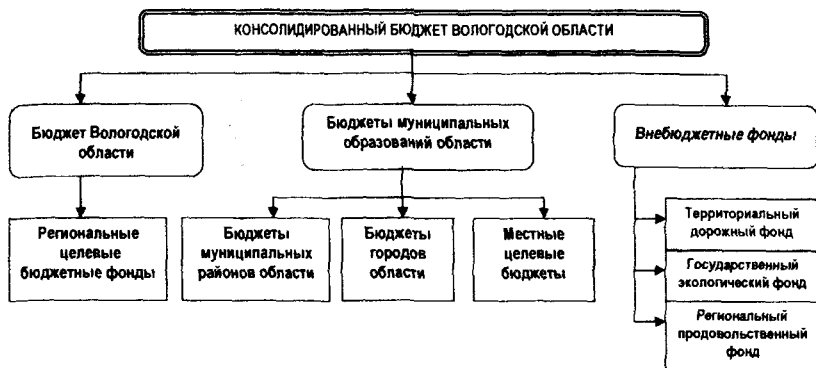 КОНСОЛИДИРОВАННЫЙ БЮДЖЕТ ВОЛОГОДСКОЙ ОБЛАСТИ
Бюджет Вологодской
области
Бюджеты муниципальных
образований области
Внебюджетные фонды
Региональные
целевые
бюджетные фонды
Бюджеты
муниципальных
районов области
Бюджеты
городов
области
Местные
целевые
бюджеты
Территориальный
дорожный фонд
Государственный
экологический фонд
Региональный
продовольственный
фонд